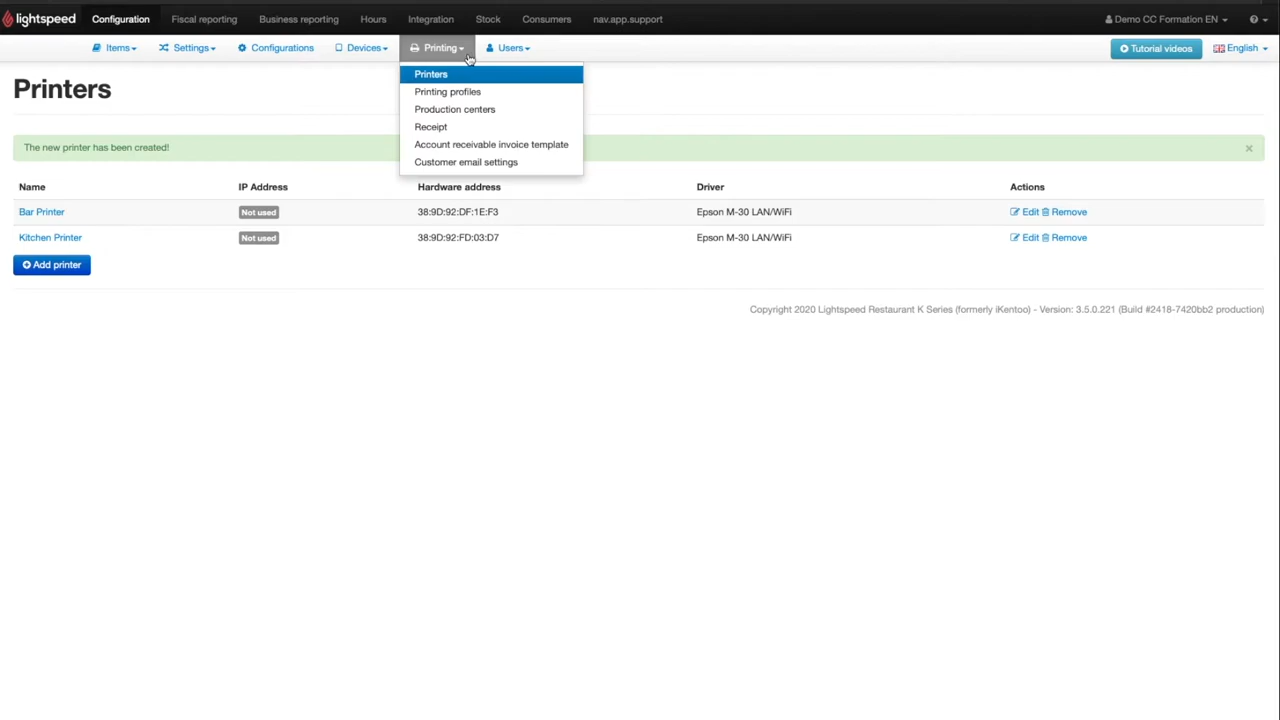 lightspeed Configuration Fiscal reporting Business reporting Hours Integration Stock Consumers nav.app.support Demo CC Formation EN
Items Settings Configurations Devices Printing Users Tutorial videos English
Printers
Printers
Printing profiles
Production centers
Receipt
Account receivable invoice template
Customer email settings
The new printer has been created! ×
Name IP Address Hardware address Driver Actions
Bar Printer Not used 38:9D:92:DF:1E:F3 Epson M-30 LAN/WiFi Edit Remove
Kitchen Printer Not used 38:9D:92:FD:03:D7 Epson M-30 LAN/WiFi Edit Remove
Add printer
Copyright 2020 Lightspeed Restaurant K Series (formerly iKentoo) - Version: 3.5.0.221 (Build #2418-7420bb2 production)